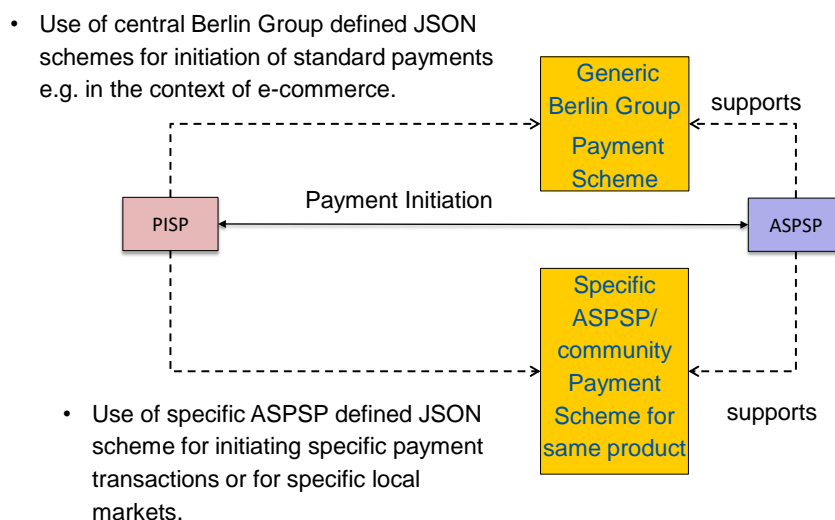 • Use of central Berlin Group defined JSON
schemes for initiation of standard payments
e.g. in the context of e-commerce.
Generic
Berlin Group
Payment
Scheme
supports
Payment Initiation
PISP
ASPSP
Specific
ASPSP/
community
Payment
Scheme for
same product
supports
• Use of specific ASPSP defined JSON
scheme for initiating specific payment
transactions or for specific local
markets.